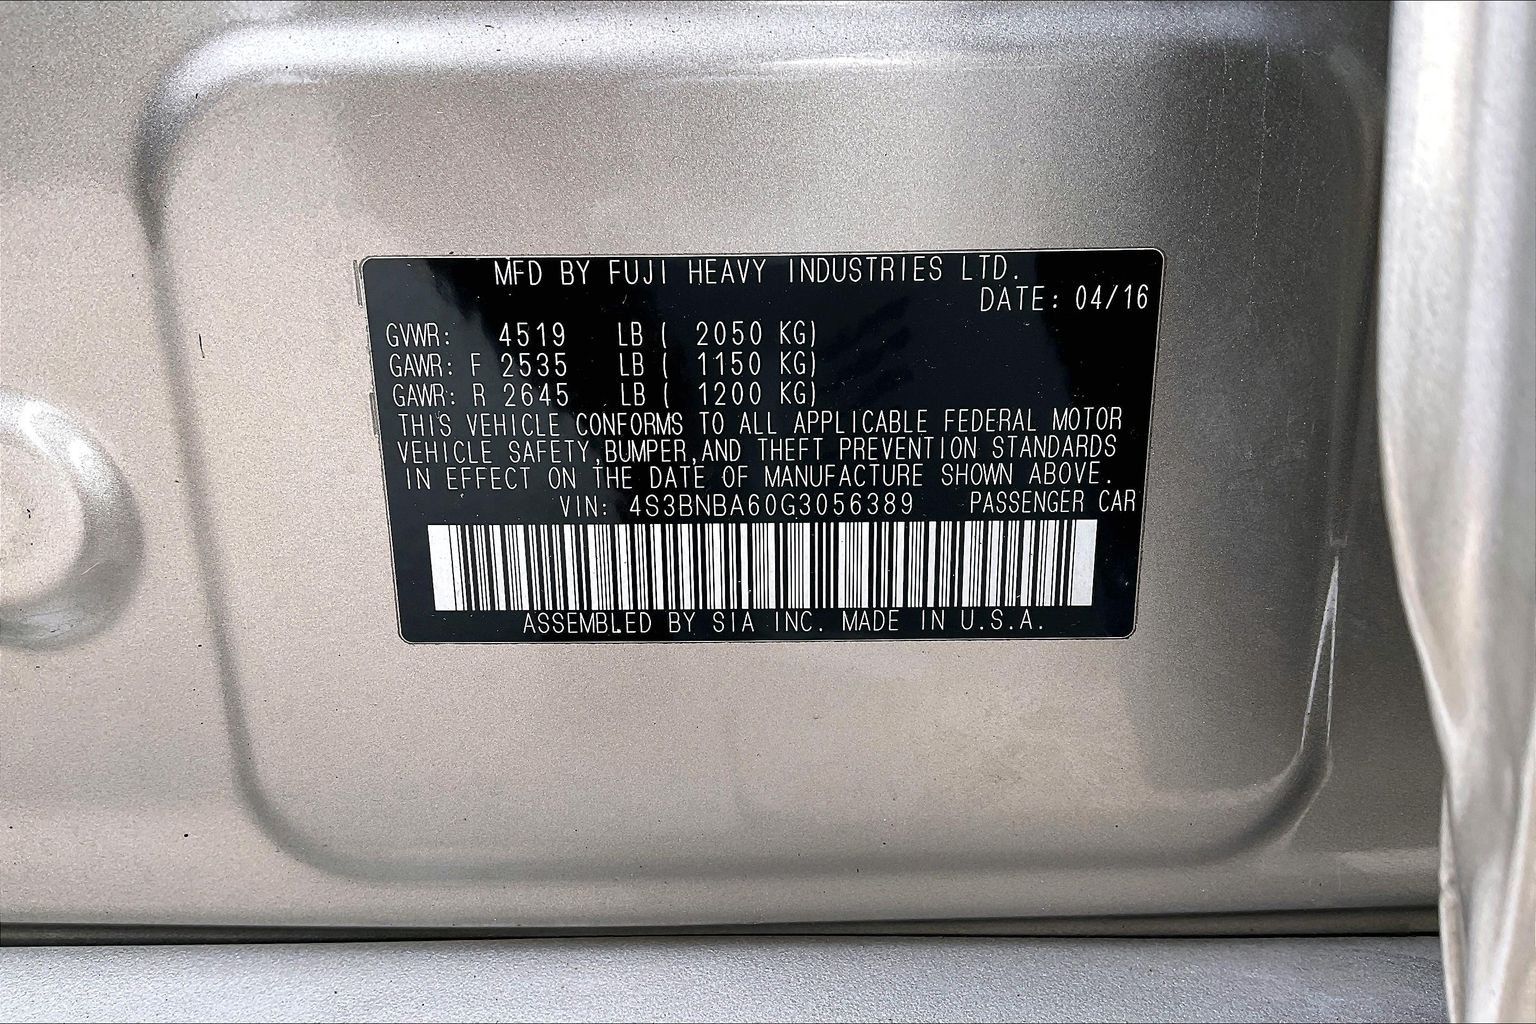 MFD BY FUJI HEAVY INDUSTRIES LTD.
DATE: 04/16
GVWR: 4519 LB ( 2050 KG)
GAWR: F 2535 LB ( 1150 KG)
GAWR: R 2645 LB ( 1200 KG)
THIS VEHICLE CONFORMS TO ALL APPLICABLE FEDERAL MOTOR
VEHICLE SAFETY,BUMPER,AND THEFT PREVENTION STANDARDS
IN EFFECT ON THE DATE OF MANUFACTURE SHOWN ABOVE.
VIN: 4S3BNBA60G3056389 PASSENGER CAR
ASSEMBLED BY SIA INC. MADE IN U.S.A.